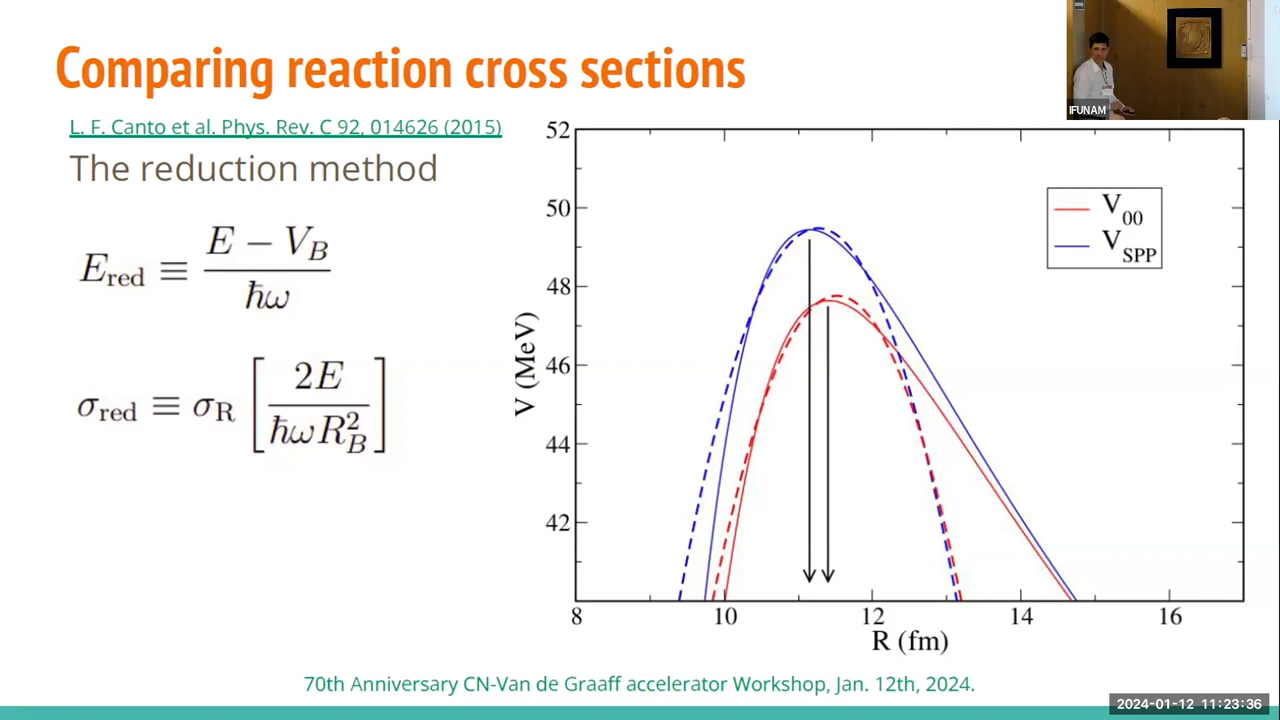 Comparing reaction cross sections
IFUNAM
L. F. Canto et al. Phys. Rev. C 92, 014626 (2015)
The reduction method
E_red ≡ (E − V_B) / ℏω
σ_red ≡ σ_R [2E / ℏωR_B^2]
52
50
48
46
44
42
V (MeV)
V_00
V_SPP
8 10 12 14 16
R (fm)
70th Anniversary CN-Van de Graaff accelerator Workshop, Jan. 12th, 2024.
2024-01-12 11:23:36